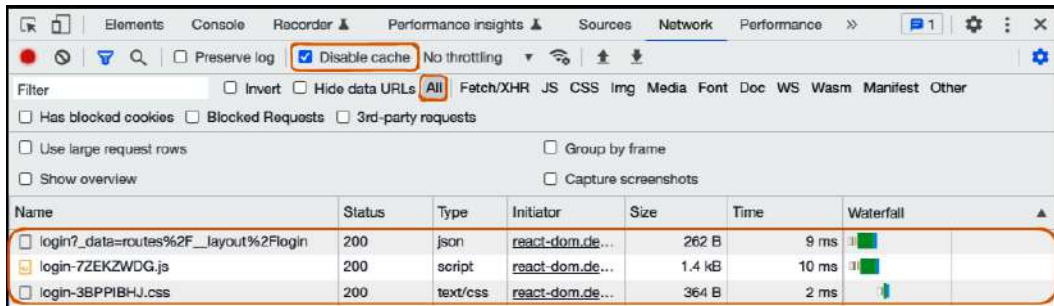 Elements Console Recorder Performance insights Sources Network Performance » 1
Preserve log Disable cache No throttling
Filter Invert Hide data URLs All Fetch/XHR JS CSS Img Media Font Doc WS Wasm Manifest Other
Has blocked cookies Blocked Requests 3rd-party requests
Use large request rows Group by frame
Show overview Capture screenshots
Name Status Type Initiator Size Time Waterfall
login?_data=routes%2F__layout%2Flogin 200 json react-dom.de... 262 B 9 ms
login-7ZEKZWDG.js 200 script react-dom.de... 1.4 kB 10 ms
login-3BPPIBHJ.css 200 text/css react-dom.de... 364 B 2 ms